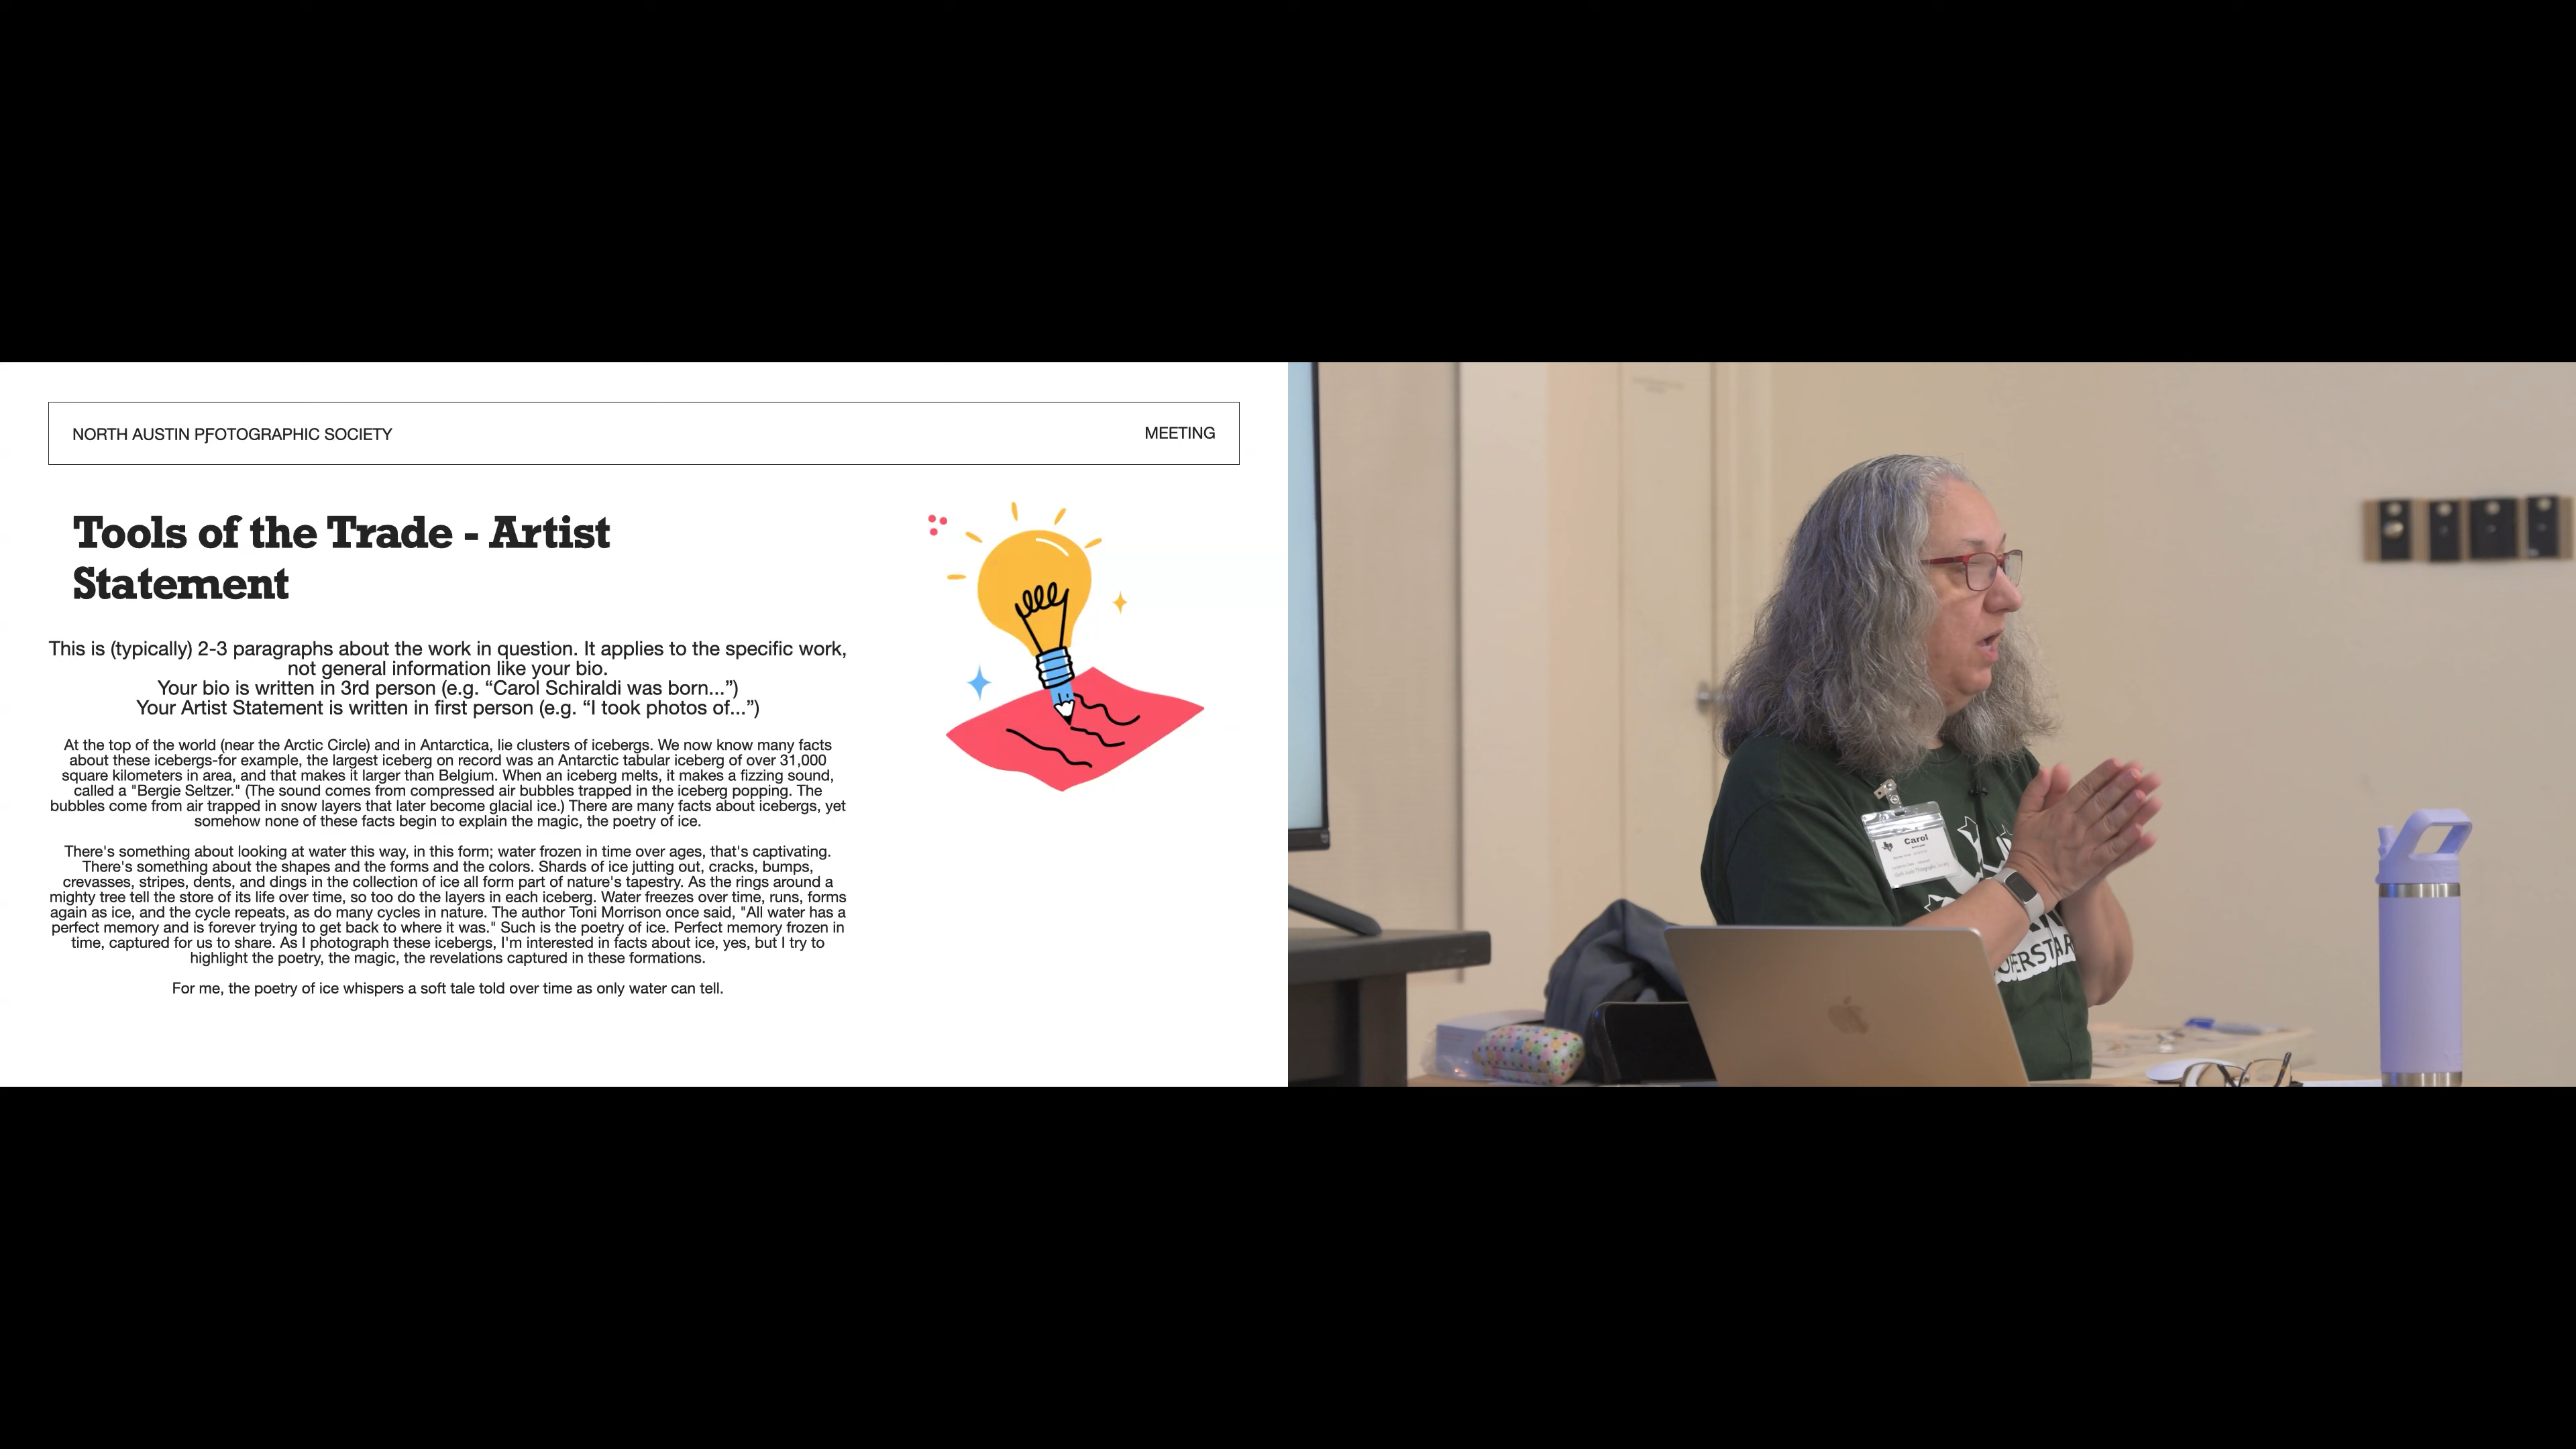 NORTH AUSTIN PƑOTOGRAPHIC SOCIETY
MEETING
Tools of the Trade - Artist
Statement
This is (typically) 2-3 paragraphs about the work in question. It applies to the specific work,
not general information like your bio.
Your bio is written in 3rd person (e.g. “Carol Schiraldi was born...”)
Your Artist Statement is written in first person (e.g. “I took photos of...”)
At the top of the world (near the Arctic Circle) and in Antarctica, lie clusters of icebergs. We now know many facts
about these icebergs-for example, the largest iceberg on record was an Antarctic tabular iceberg of over 31,000
square kilometers in area, and that makes it larger than Belgium. When an iceberg melts, it makes a fizzing sound,
called a "Bergie Seltzer." (The sound comes from compressed air bubbles trapped in the iceberg popping. The
bubbles come from air trapped in snow layers that later become glacial ice.) There are many facts about icebergs, yet
somehow none of these facts begin to explain the magic, the poetry of ice.
There's something about looking at water this way, in this form; water frozen in time over ages, that's captivating.
There's something about the shapes and the forms and the colors. Shards of ice jutting out, cracks, bumps,
crevasses, stripes, dents, and dings in the collection of ice all form part of nature's tapestry. As the rings around a
mighty tree tell the store of its life over time, so too do the layers in each iceberg. Water freezes over time, runs, forms
again as ice, and the cycle repeats, as do many cycles in nature. The author Toni Morrison once said, "All water has a
perfect memory and is forever trying to get back to where it was." Such is the poetry of ice. Perfect memory frozen in
time, captured for us to share. As I photograph these icebergs, I'm interested in facts about ice, yes, but I try to
highlight the poetry, the magic, the revelations captured in these formations.
For me, the poetry of ice whispers a soft tale told over time as only water can tell.
Carol